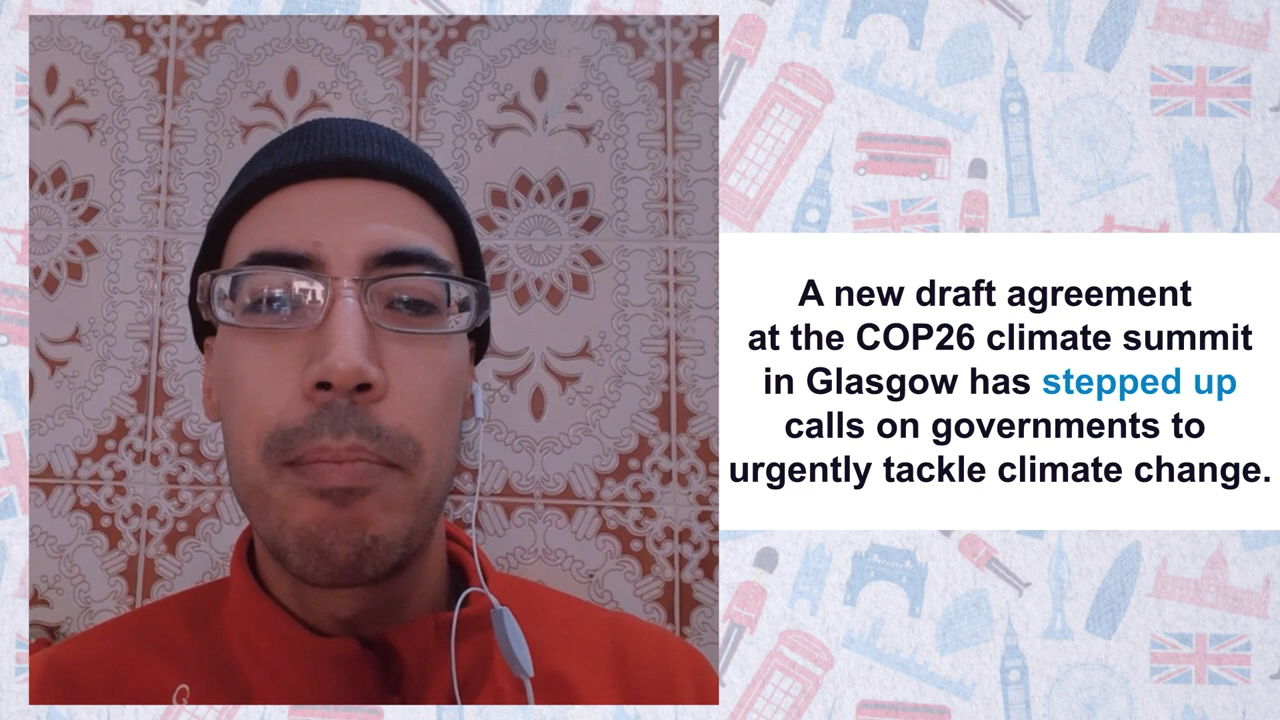 A new draft agreement
at the COP26 climate summit
in Glasgow has stepped up
calls on governments to
urgently tackle climate change.